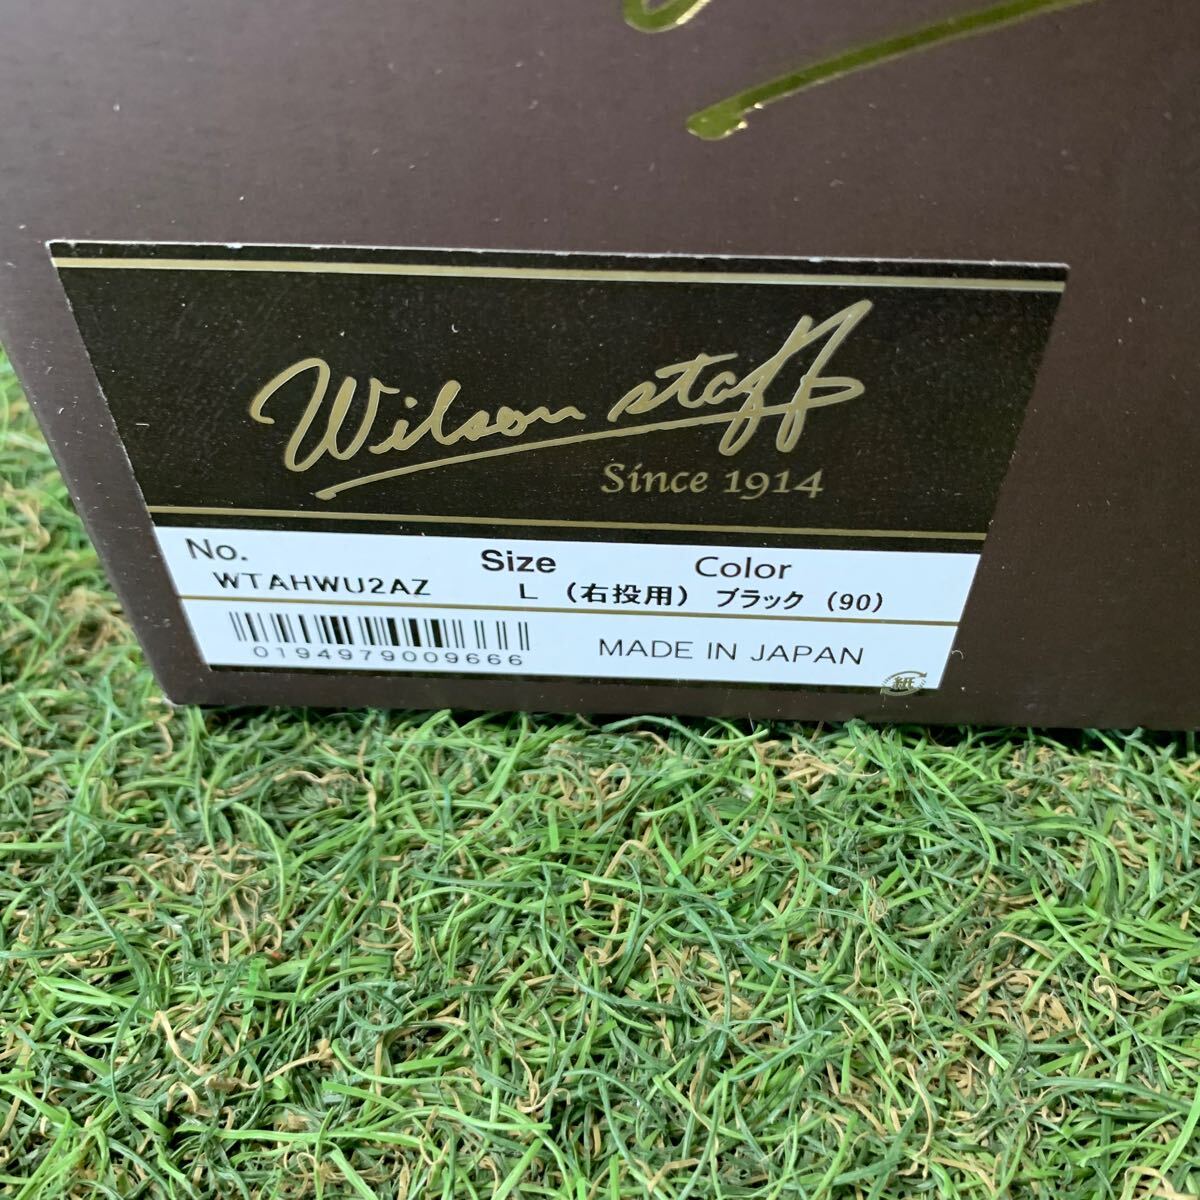 Wilson staff
Since 1914
No. Size Color
WTAHWU2AZ L (右投用) ブラック (90)
0194979009666 MADE IN JAPAN
紙